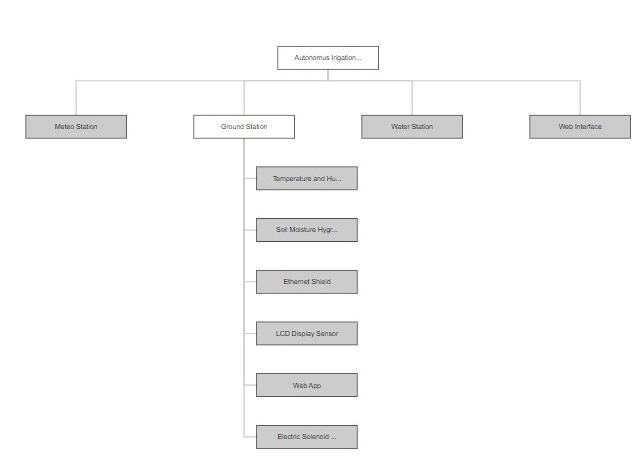 Autonomus Irigation...
Meteo Station
Ground Station
Water Station
Web Interface
Temperature and Hu...
Soil Moisture Hygr...
Ethernet Shield
LCD Display Sensor
Web App
Electric Solenoid ...